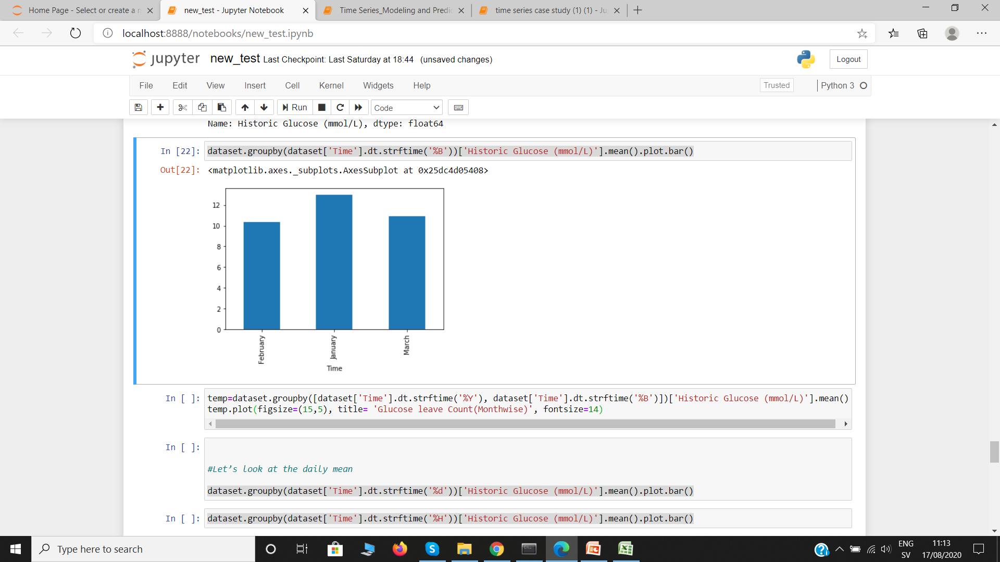 Home Page - Select or create a n
new_test - Jupyter Notebook
Time Series_Modeling and Predic
time series case study (1) (1) - Ju
localhost:8888/notebooks/new_test.ipynb
jupyter new_test Last Checkpoint: Last Saturday at 18:44 (unsaved changes)
Logout
File Edit View Insert Cell Kernel Widgets Help
Trusted
Python 3
Run
Code
Name: Historic Glucose (mmol/L), dtype: float64
In [22]: dataset.groupby(dataset['Time'].dt.strftime('%B'))['Historic Glucose (mmol/L)'].mean().plot.bar()
Out[22]: <matplotlib.axes._subplots.AxesSubplot at 0x25dc4d05408>
12
10
8
6
4
2
0
February
January
March
Time
In [ ]: temp=dataset.groupby([dataset['Time'].dt.strftime('%Y'), dataset['Time'].dt.strftime('%B')])['Historic Glucose (mmol/L)'].mean()
temp.plot(figsize=(15,5), title= 'Glucose leave Count(Monthwise)', fontsize=14)
In [ ]:
#Let’s look at the daily mean
dataset.groupby(dataset['Time'].dt.strftime('%d'))['Historic Glucose (mmol/L)'].mean().plot.bar()
In [ ]: dataset.groupby(dataset['Time'].dt.strftime('%H'))['Historic Glucose (mmol/L)'].mean().plot.bar()
Type here to search
ENG
SV
11:13
17/08/2020